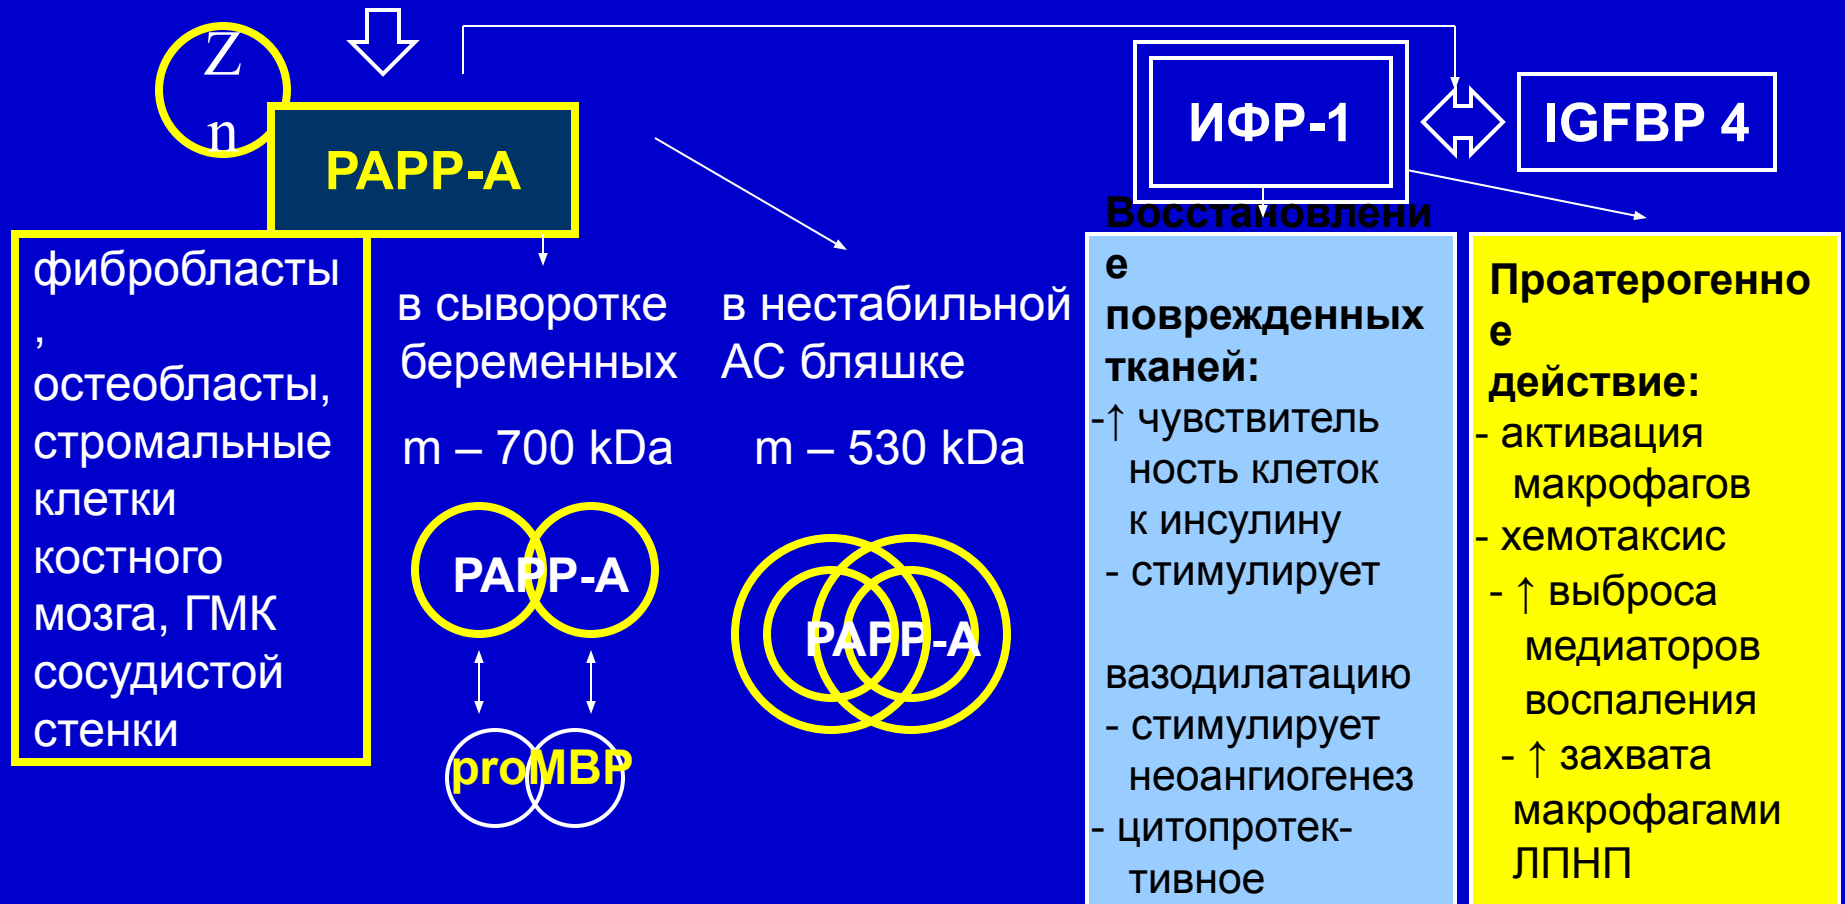 Z
n
PAPP-A
фибробласты
,
остеобласты,
стромальные
клетки
костного
мозга, ГМК
сосудистой
стенки
в сыворотке
беременных
m – 700 kDa
PAPP-A
proMBP
в нестабильной
АС бляшке
m – 530 kDa
PAPP-A
ИФР-1
IGFBP 4
Восстановлени
е
поврежденных
тканей:
-↑ чувствитель
ность клеток
к инсулину
- стимулирует
вазодилатацию
- стимулирует
неоангиогенез
- цитопротек-
тивное
Проатерогенно
е
действие:
- активация
макрофагов
- хемотаксис
- ↑ выброса
медиаторов
воспаления
- ↑ захвата
макрофагами
ЛПНП